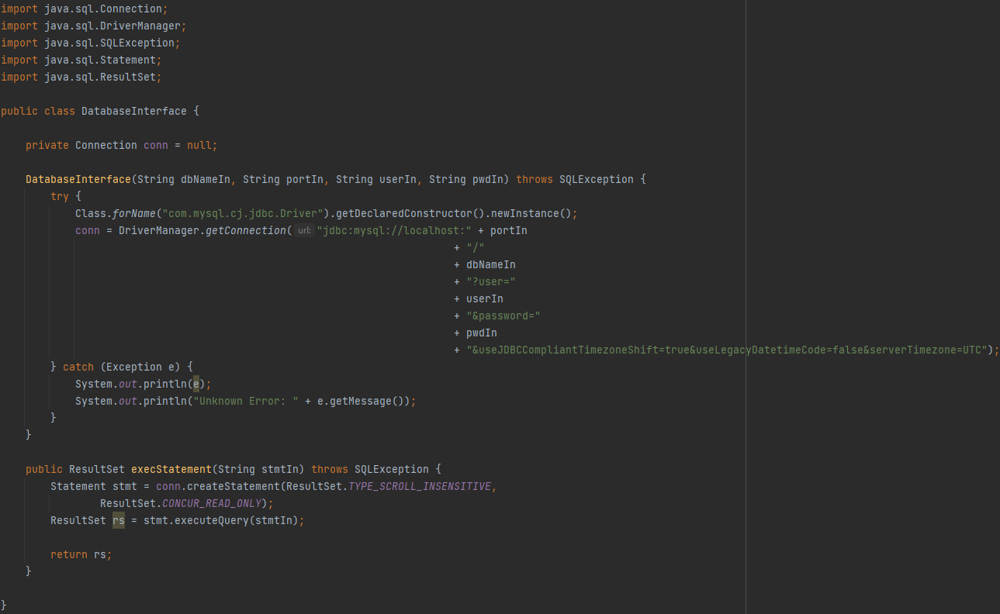 import java.sql.Connection;
import java.sql.DriverManager;
import java.sql.SQLException;
import java.sql.Statement;
import java.sql.ResultSet;
public class DatabaseInterface {
private Connection conn = null;
DatabaseInterface(String dbNameIn, String portIn, String userIn, String pwdIn) throws SQLException {
try {
Class.forName("com.mysql.cj.jdbc.Driver").getDeclaredConstructor().newInstance();
conn = DriverManager.getConnection( url: "jdbc:mysql://localhost:" + portIn
+ "/"
+ dbNameIn
+ "?user="
+ userIn
+ "&password="
+ pwdIn
+ "&useJDBCCompliantTimezoneShift=true&useLegacyDatetimeCode=false&serverTimezone=UTC");
} catch (Exception e) {
System.out.println(e);
System.out.println("Unknown Error: " + e.getMessage());
}
}
public ResultSet execStatement(String stmtIn) throws SQLException {
Statement stmt = conn.createStatement(ResultSet.TYPE_SCROLL_INSENSITIVE,
ResultSet.CONCUR_READ_ONLY);
ResultSet rs = stmt.executeQuery(stmtIn);
return rs;
}
}